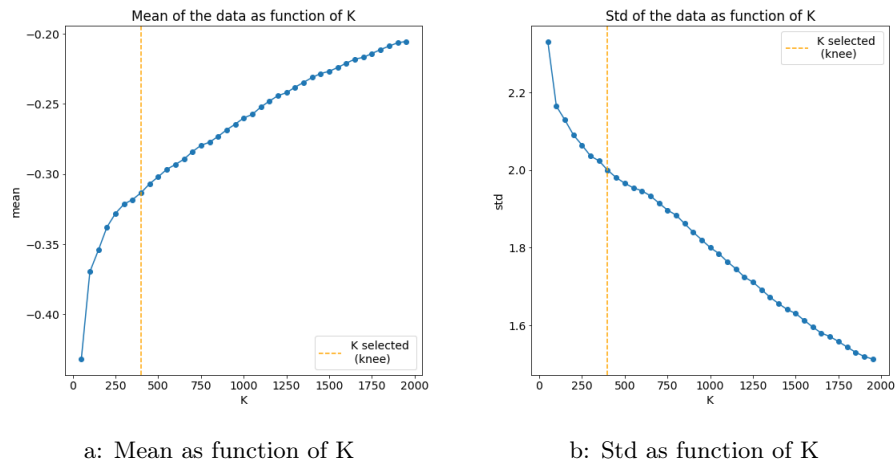 Mean of the data as function of K
−0.20
−0.25
−0.30
−0.35
−0.40
mean
0 250 500 750 1000 1250 1500 1750 2000
K
K selected
(knee)
a: Mean as function of K
Std of the data as function of K
2.2
2.0
1.8
1.6
std
0 250 500 750 1000 1250 1500 1750 2000
K
K selected
(knee)
b: Std as function of K